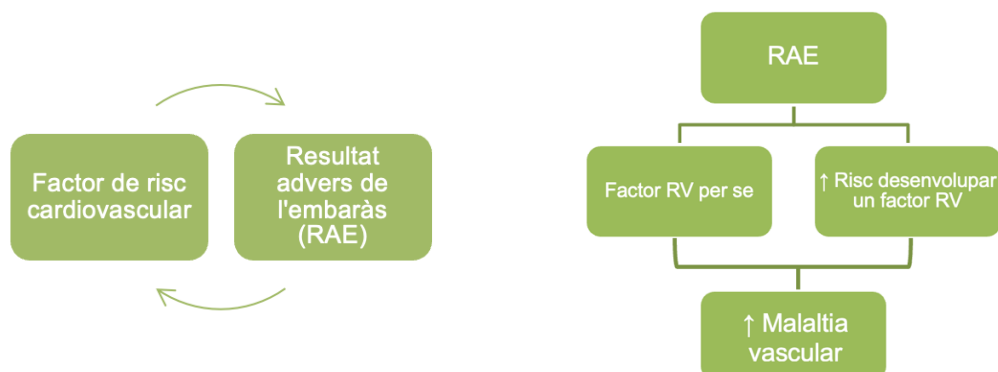 Factor de risc
cardiovascular
Resultat
advers de
l'embaràs
(RAE)
RAE
Factor RV per se
↑ Risc desenvolupar
un factor RV
↑ Malaltia
vascular